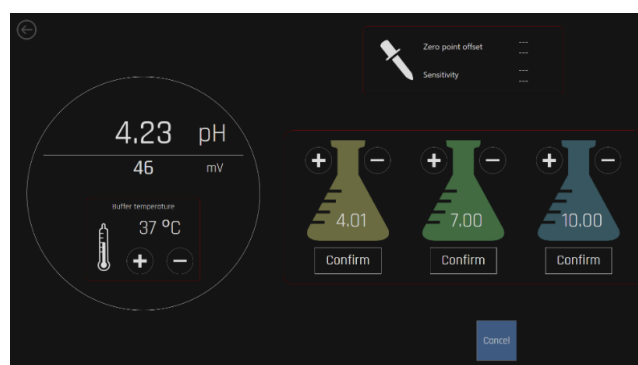 Zero point offset ---
---
Sensitivity ---
---
4.23 pH
46 mV
Buffer temperature
37 °C
+ −
+ − + − + −
4.01 7.00 10.00
Confirm Confirm Confirm
Cancel